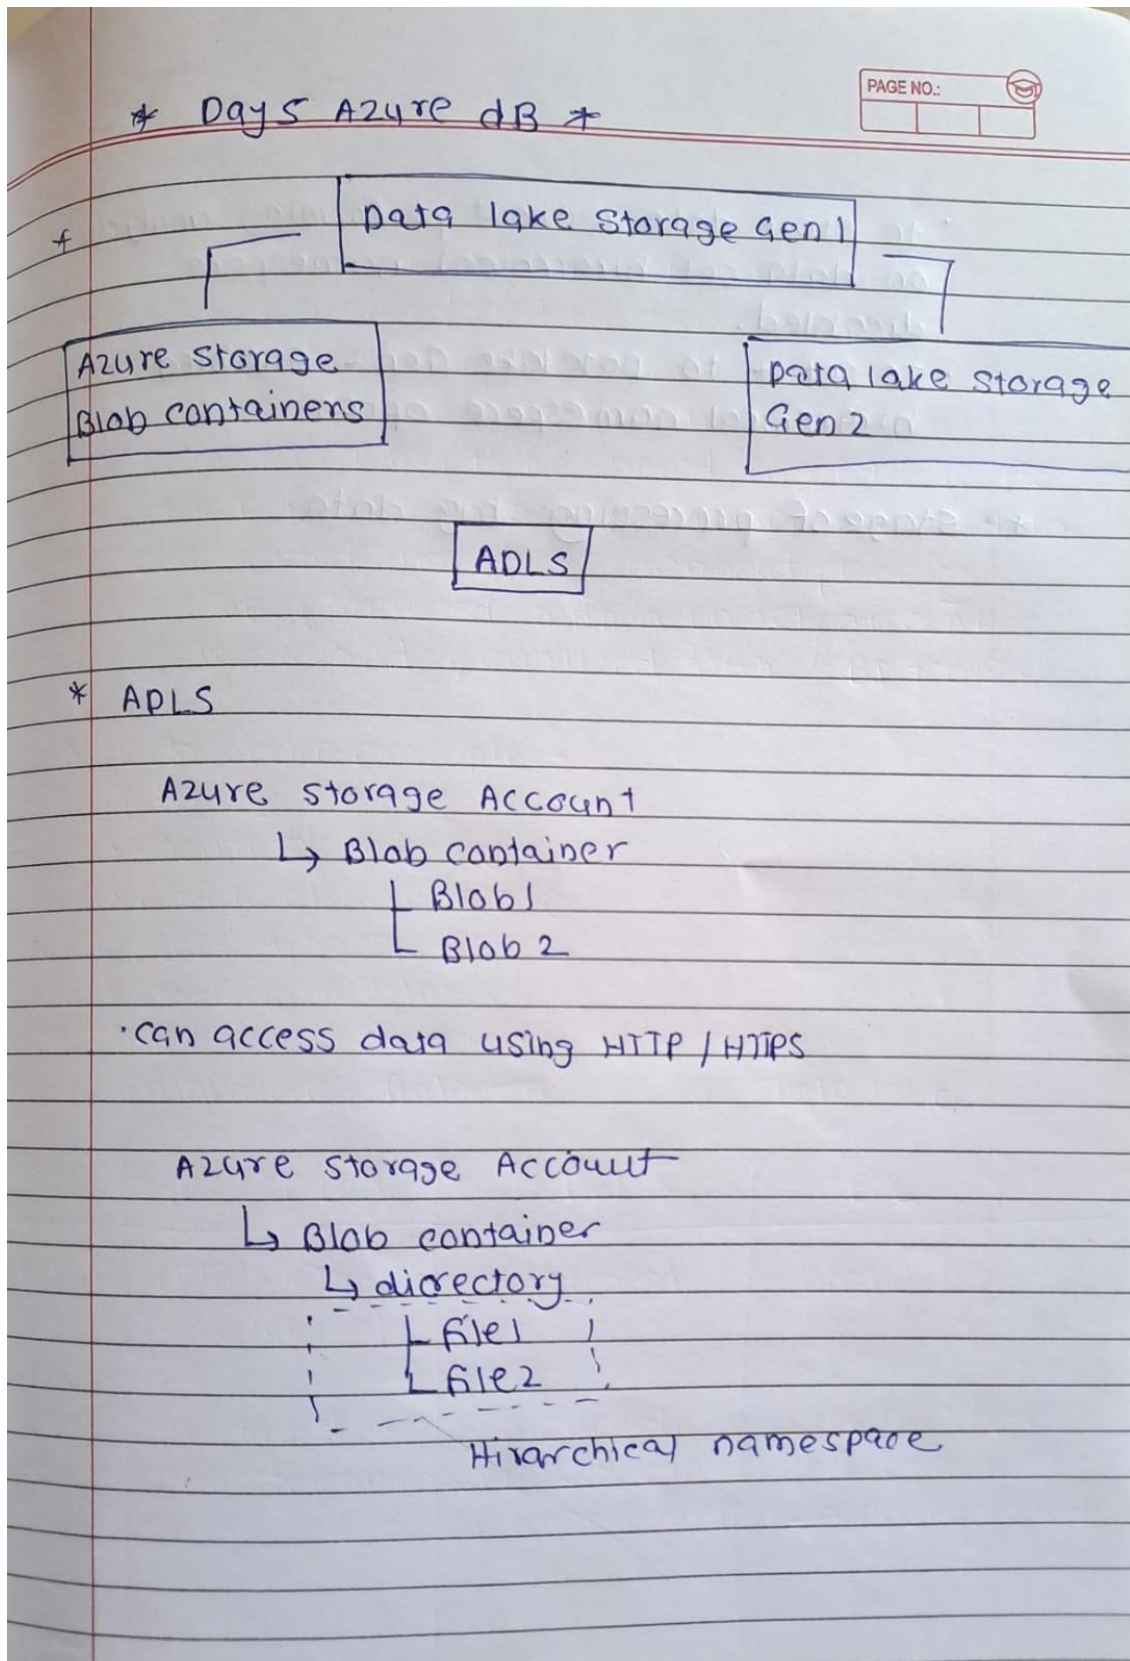 PAGE NO.:
* Day 5 Azure dB *
*
Data lake Storage Gen 1
Azure Storage
Blob containers
Data lake Storage
Gen 2
ADLS
* ADLS
Azure Storage Account
↳ Blob container
Blob1
Blob 2
· can access data using HTTP / HTTPS
Azure Storage Account
↳ Blob container
↳ directory
file1
file2
Hirarchical namespace